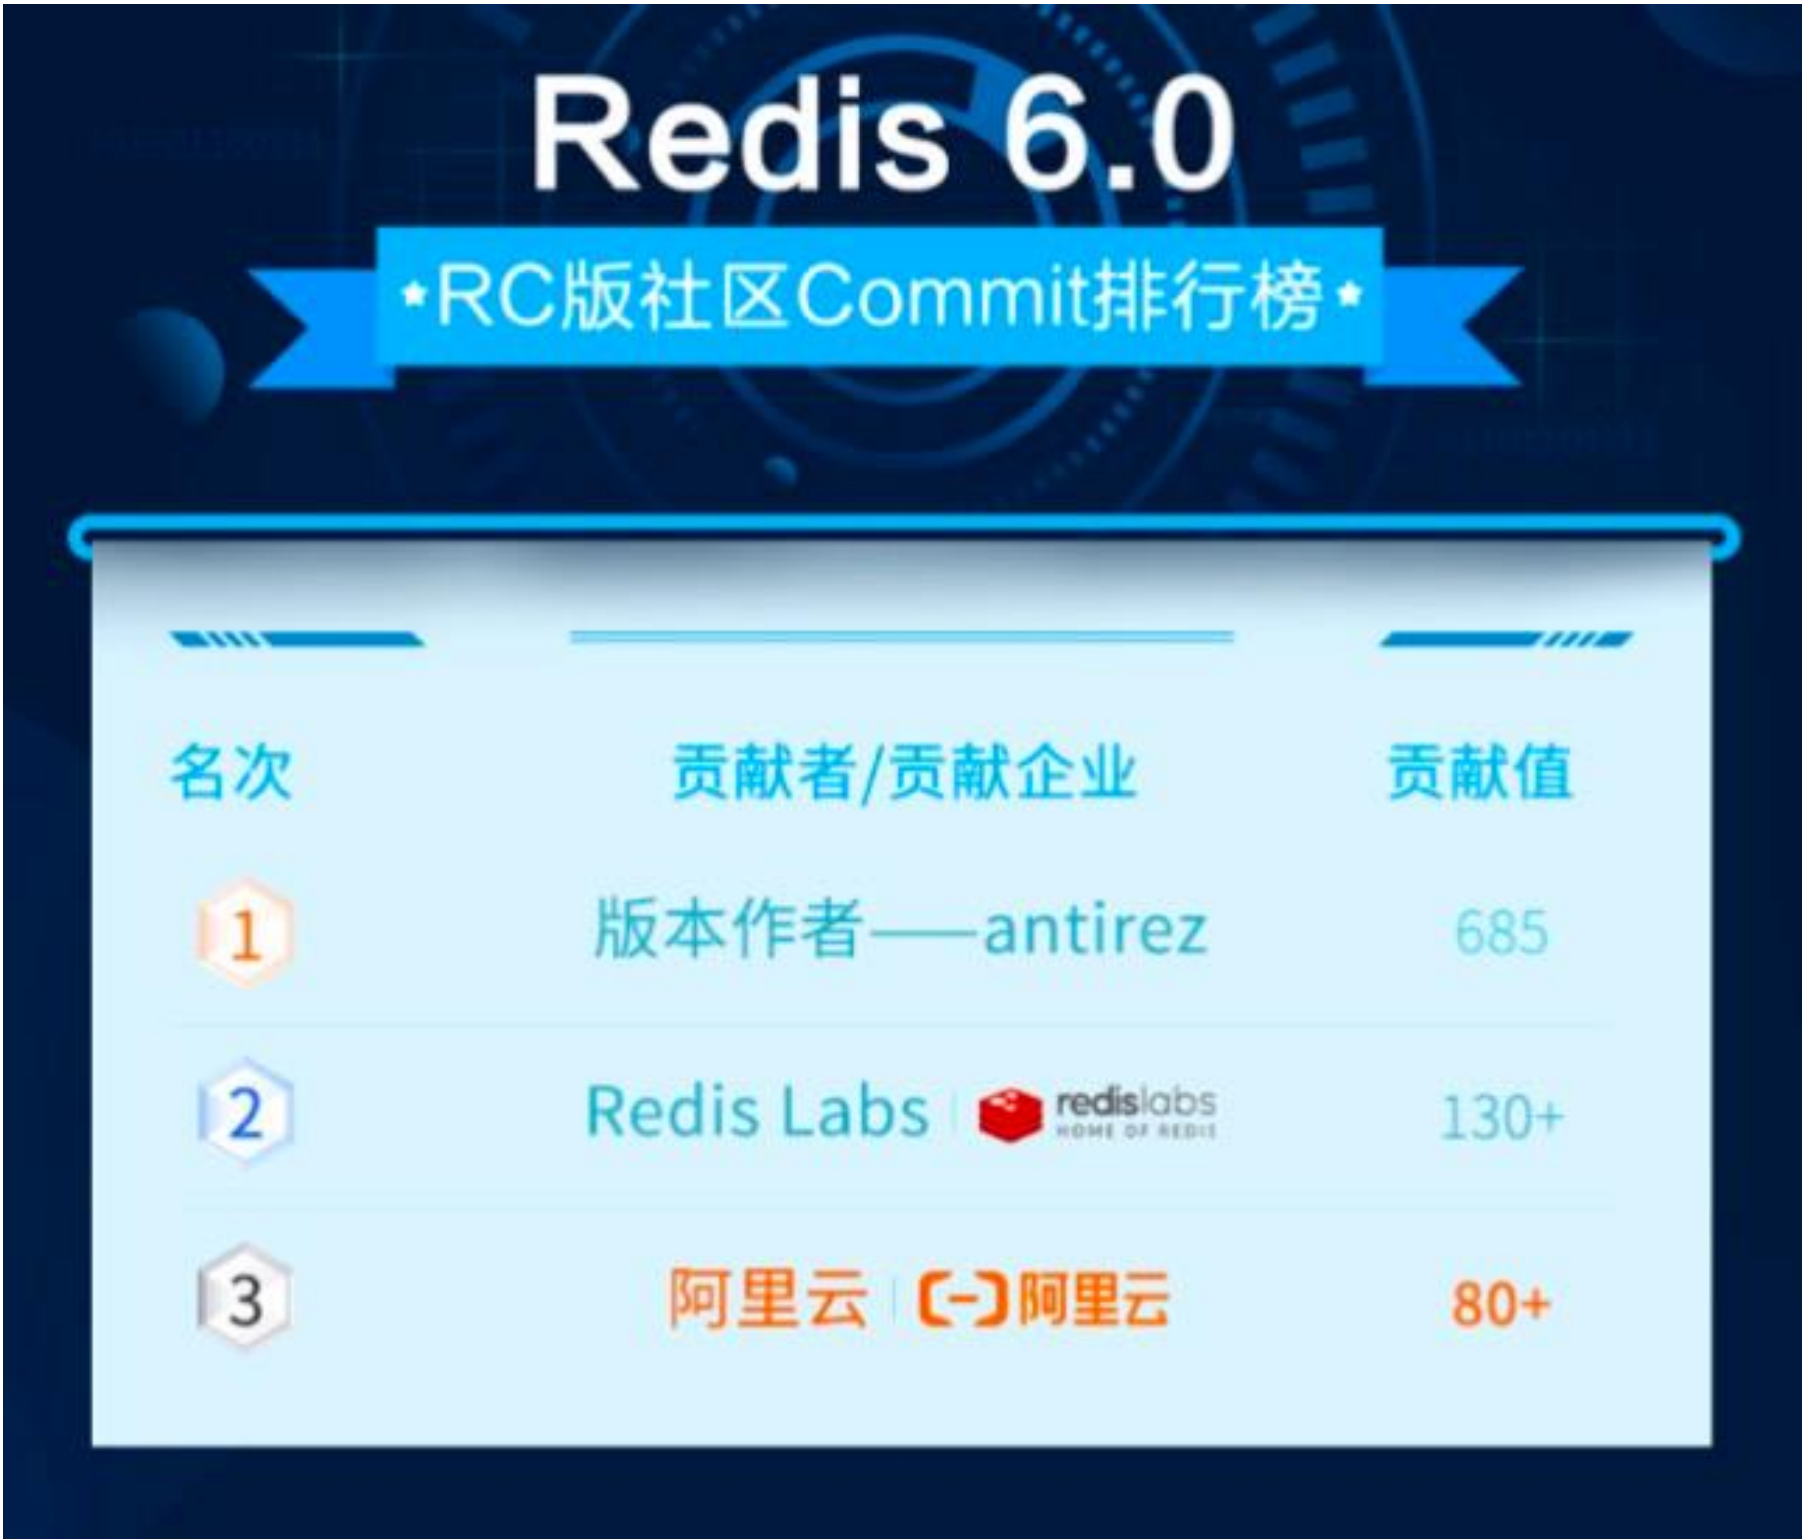 Redis 6.0
RC版社区Commit排行榜
名次 贡献者/贡献企业 贡献值
1 版本作者——antirez 685
2 Redis Labs redislabs 130+
HOME OF REDIS
3 阿里云 阿里云 80+